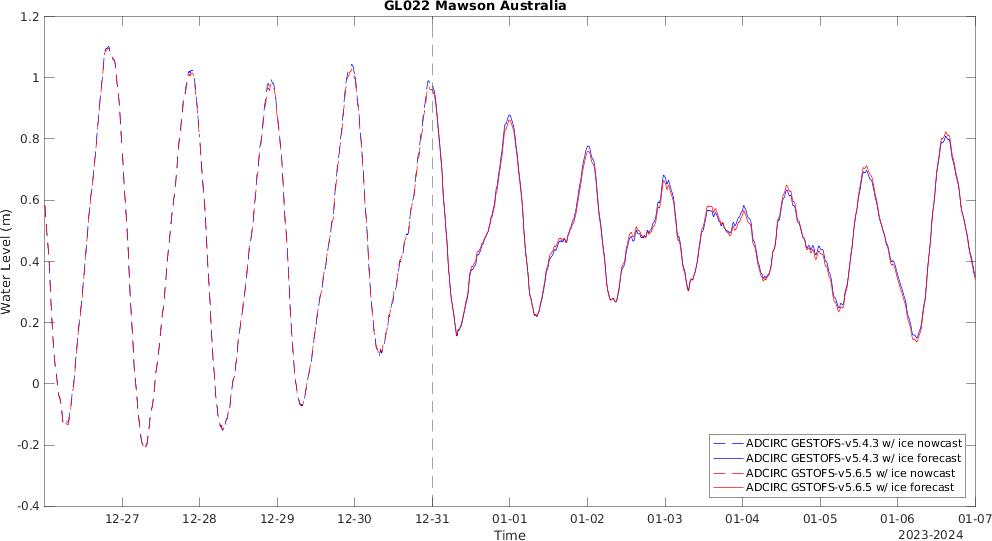 GL022 Mawson Australia
1.2
1
0.8
0.6
0.4
0.2
0
-0.2
-0.4
Water Level (m)
ADCIRC GESTOFS-v5.4.3 w/ ice nowcast
ADCIRC GESTOFS-v5.4.3 w/ ice forecast
ADCIRC GSTOFS-v5.6.5 w/ ice nowcast
ADCIRC GSTOFS-v5.6.5 w/ ice forecast
12-27 12-28 12-29 12-30 12-31 01-01 01-02 01-03 01-04 01-05 01-06 01-07
Time
2023-2024